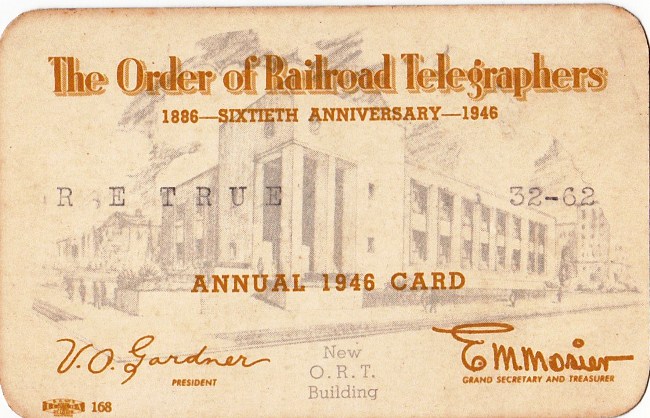 The Order of Railroad Telegraphers
1886—SIXTIETH ANNIVERSARY—1946
R E TRUE 32-62
ANNUAL 1946 CARD
V.O. Gardner
PRESIDENT
New
O.R.T.
Building
E.M. Mosier
GRAND SECRETARY AND TREASURER
168